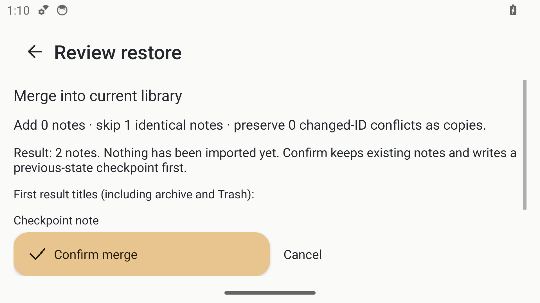 1:10
Review restore
Merge into current library
Add 0 notes · skip 1 identical notes · preserve 0 changed-ID conflicts as copies.
Result: 2 notes. Nothing has been imported yet. Confirm keeps existing notes and writes a
previous-state checkpoint first.
First result titles (including archive and Trash):
Checkpoint note
Confirm merge
Cancel